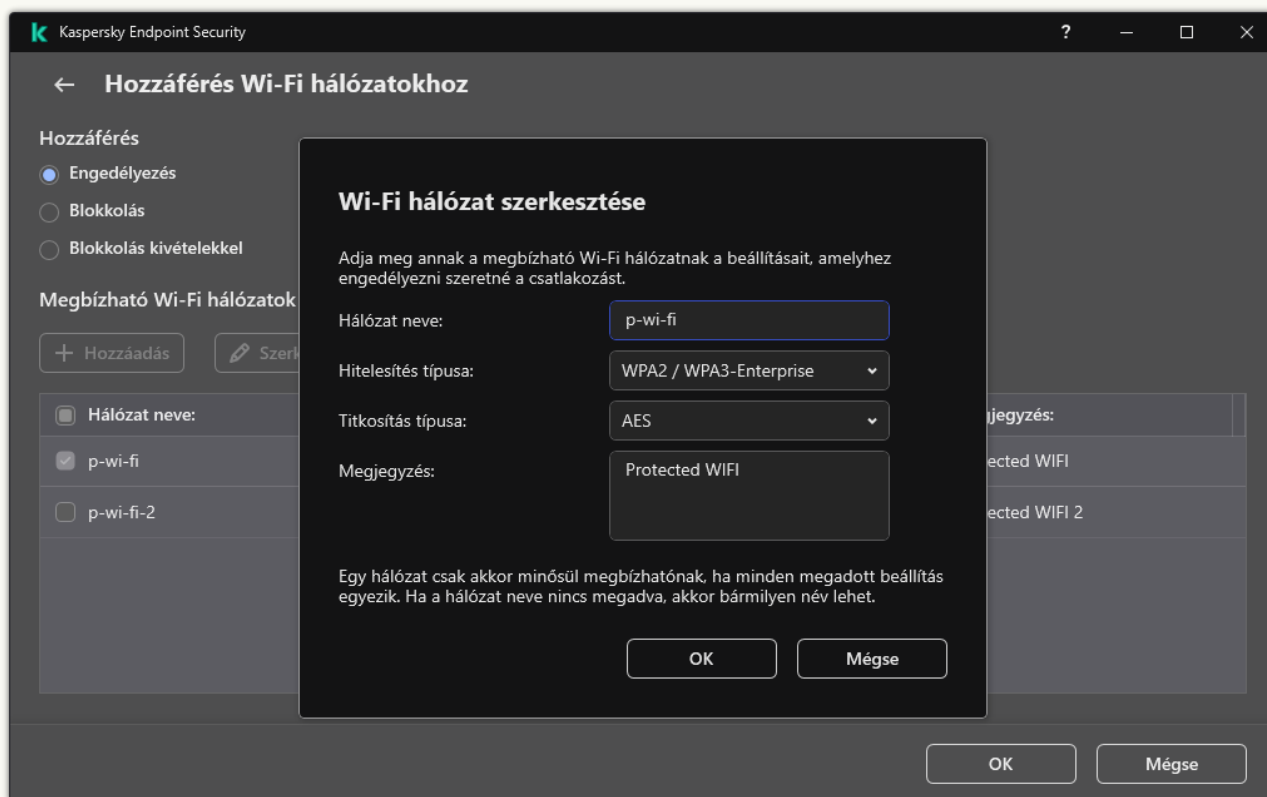 Kaspersky Endpoint Security
?
Hozzáférés Wi-Fi hálózatokhoz
Hozzáférés
Engedélyezés
Blokkolás
Blokkolás kivételekkel
Megbízható Wi-Fi hálózatok
Hozzáadás
Hálózat neve:
p-wi-fi
p-wi-fi-2
Protected WIFI
Wi-Fi hálózat szerkesztése
Adja meg annak a megbízható Wi-Fi hálózatnak a beállításait, amelyhez
engedélyezni szeretné a csatlakozást.
Hálózat neve:
p-wi-fi
Hitelesítés típusa:
WPA2 / WPA3-Enterprise
Titkosítás típusa:
AES
Megjegyzés:
Egy hálózat csak akkor minősül megbízhatónak, ha minden megadott beállítás
egyezik. Ha a hálózat neve nincs megadva, akkor bármilyen név lehet.
OK
Mégse
WIFI
WIFI 2
OK
Mégse